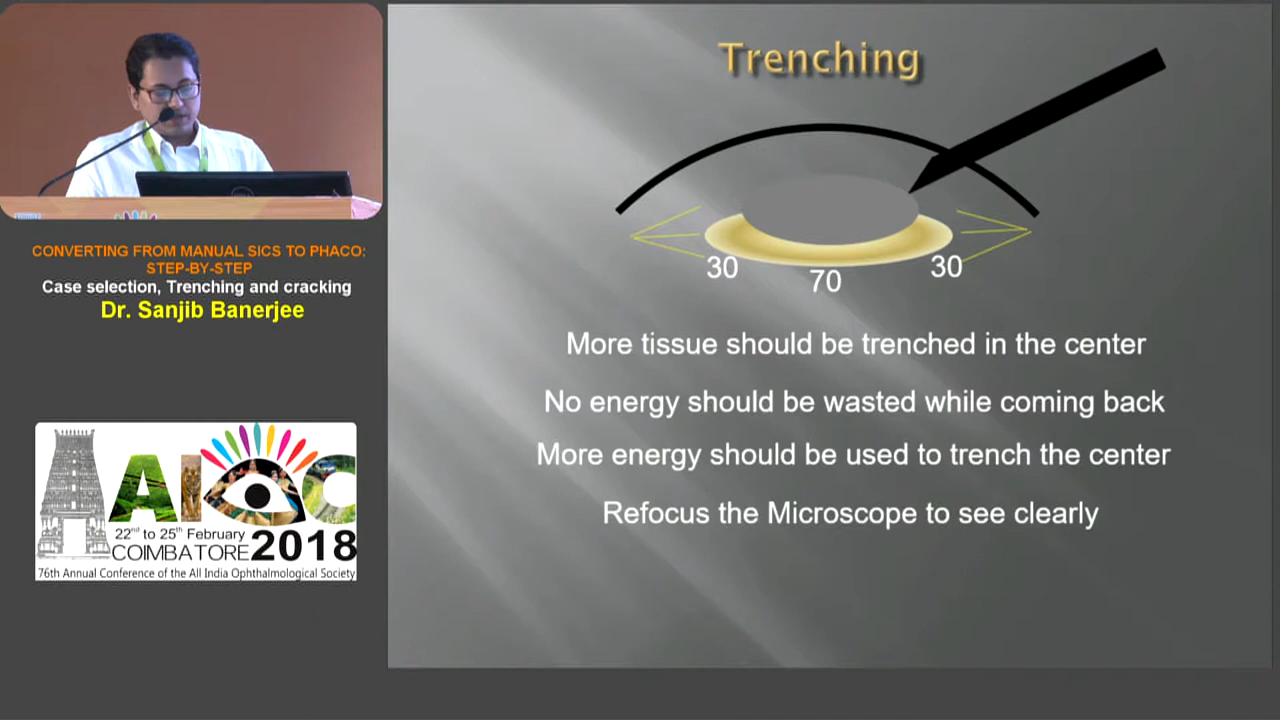 CONVERTING FROM MANUAL SICS TO PHACO:
STEP-BY-STEP
Case selection, Trenching and cracking
Dr. Sanjib Banerjee
AIOC
22nd to 25th February
COIMBATORE 2018
76th Annual Conference of the All India Ophthalmological Society
Trenching
30
70
30
More tissue should be trenched in the center
No energy should be wasted while coming back
More energy should be used to trench the center
Refocus the Microscope to see clearly